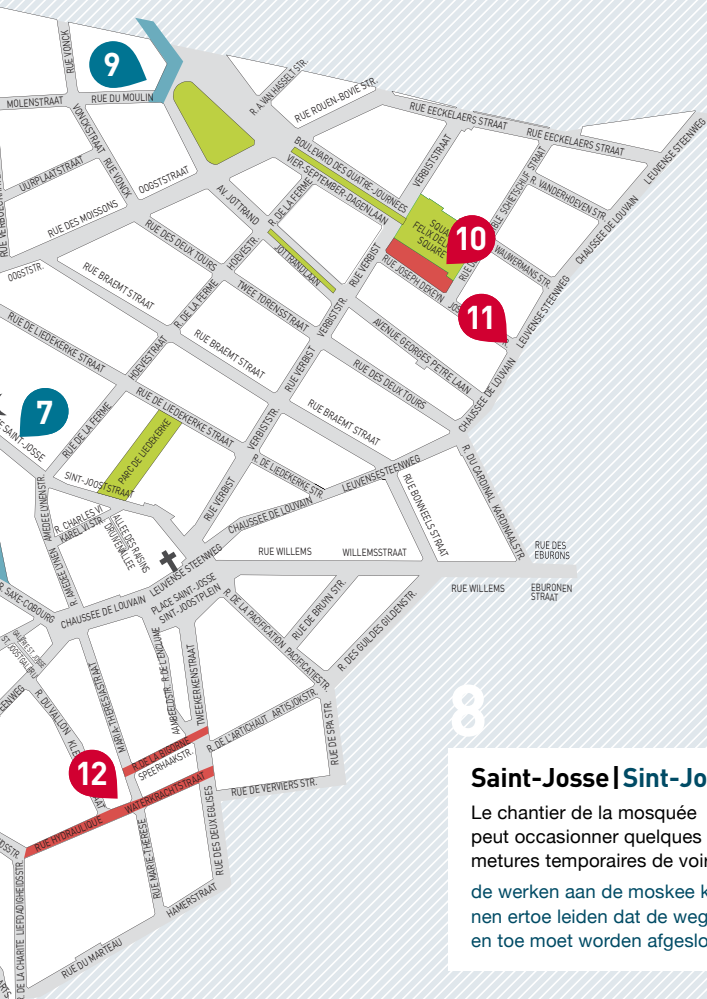 RUE VONCK
9
MOLENSTRAAT
RUE DU MOULIN
VONCKSTRAAT
RUE VONCK
UURPLAATSTRAAT
OOGSTSTRAAT
RUE DES MOISSONS
R. A. VAN HASSELT STR.
RUE ROUEN-BOVIE STR.
RUE EECKELAERS STRAAT
RUE EECKELAERS STRAAT
BOULEVARD DES QUATRE JOURNEES
VIER-SEPTEMBER-DAGENLAAN
VERBISTSTRAAT
R. VANDERHOEVEN STR.
LEUVENSE STEENWEG
CHAUSSEE DE LOUVAIN
WAUWERMANS STR.
10
RUE JOSEPH DEKEYN
11
LEUVENSE STEENWEG
CHAUSSEE DE LOUVAIN
AV. JOTTRAND
R. DE LA FERME
HOEVESTR.
JOTTRANDLAAN
RUE VERBIST
VERBISTSTR.
RUE DES DEUX TOURS
TWEE TORENSSTRAAT
AVENUE GEORGES PETRE LAAN
RUE DES DEUX TOURS
OOGSTSTR.
RUE BRAEMT STRAAT
R. DE LA FERME
RUE BRAEMT STRAAT
RUE VERBIST
RUE BRAEMT STRAAT
RUE DE LIEDEKERKE STRAAT
HOEVESTRAAT
RUE DE LIEDEKERKE STRAAT
VERBISTSTR.
R. DE LIEDEKERKE STR.
7
SAINT-JOSSE
RUE DE LA FERME
PARC DE LIEDEKERKE
SINT-JOOSTSTRAAT
RUE VERBIST
CHAUSSEE DE LOUVAIN
LEUVENSESTEENWEG
RUE BONNEELS STRAAT
R. DU CARDINAL
KARDINAALSTR.
AMEDEE LYNENSTR.
R. AMEDEE LYNEN
R. CHARLES VI
KAREL VI STR.
ALLEE DES RAISINS
DRUIVENALLEE
LEUVENSE STEENWEG
RUE WILLEMS
WILLEMSSTRAAT
RUE DES
EBURONS
RUE WILLEMS
EBURONEN
STRAAT
R. SAXE-COBOURG
CHAUSSEE DE LOUVAIN
PLACE SAINT-JOSSE
SINT-JOOSTPLEIN
R. DE LA PACIFICATION
PACIFICATIESTR.
RUE DE BRUYN STR.
R. DES GUILDES
GILDENSTR.
R. DU VALLON
MARIA-THERESIASTRAAT
AAMBEELDSTR.
R. DE L'ENCLUME
TWEEKERKENSTRAAT
R. DE L'ARTICHAUT
ARTISJOKSTR.
RUE DE SPA STR.
R. DE LA BIGORNE
SPEERHAAKSTR.
12
RUE HYDRAULIQUE
WATERKRACHTSTRAAT
RUE DE VERVIERS STR.
RUE MARIE-THERESE
RUE DES DEUX EGLISES
HAMERSTRAAT
RUE DU MARTEAU
R. DE LA CHARITE
LIEFDADIGHEIDSSTR.
8
Saint-Josse|Sint-Jo
Le chantier de la mosquée
peut occasionner quelques
metures temporaires de voir
de werken aan de moskee k
nen ertoe leiden dat de weg
en toe moet worden afgeslo